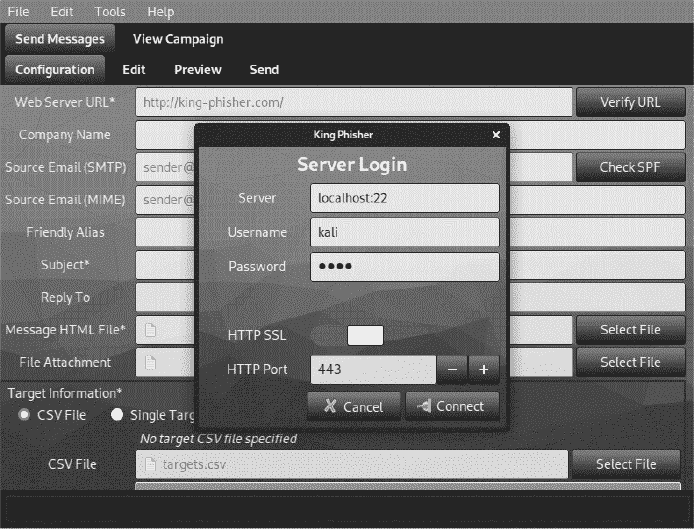 File Edit Tools Help
Send Messages View Campaign
Configuration Edit Preview Send
Web Server URL* http://king-phisher.com/ Verify URL
Company Name
King Phisher
Source Email (SMTP) sender@ Check SPF
Server Login
Source Email (MIME) sender@
Server localhost:22
Friendly Alias
Username kali
Subject*
Password ●●●●
Reply To
Message HTML File* Select File
HTTP SSL
File Attachment Select File
HTTP Port 443 − +
Target Information*
Cancel Connect
CSV File Single Targ
No target CSV file specified
CSV File targets.csv Select File